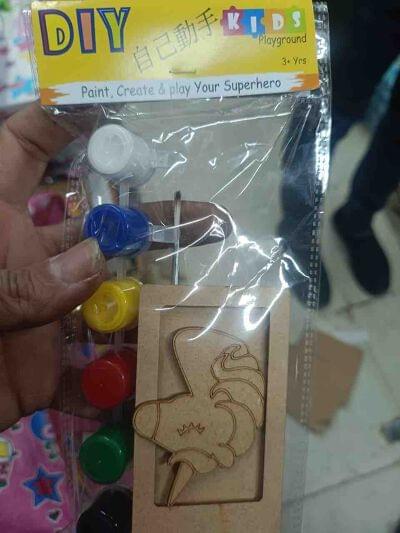 DIY 自己動手 KIDS
Playground
3+ Yrs
Paint, Create & play Your Superhero